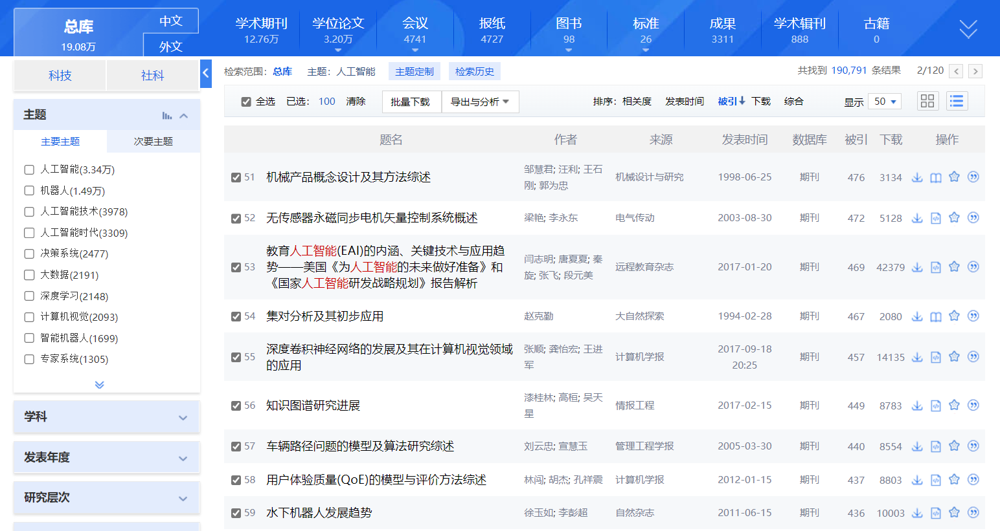 总库
19.08万
中文
外文
学术期刊
12.76万
学位论文
3.20万
会议
4741
报纸
4727
图书
98
标准
26
成果
3311
学术辑刊
888
古籍
0
科技
社科
检索范围：总库 主题：人工智能 主题定制 检索历史
共找到 190,791 条结果 2/120
全选 已选：100 清除 批量下载 导出与分析
排序：相关度 发表时间 被引 下载 综合
显示 50
主题
主要主题 次要主题
人工智能(3.34万)
机器人(1.49万)
人工智能技术(3978)
人工智能时代(3309)
决策系统(2477)
大数据(2191)
深度学习(2148)
计算机视觉(2093)
智能机器人(1699)
专家系统(1305)
学科
发表年度
研究层次
题名 作者 来源 发表时间 数据库 被引 下载 操作
51 机械产品概念设计及其方法综述
邹慧君; 汪利; 王石
刚; 郭为忠
机械设计与研究 1998-06-25 期刊 476 3134
52 无传感器永磁同步电机矢量控制系统概述 梁艳; 李永东 电气传动 2003-08-30 期刊 472 5128
53 教育人工智能(EAI)的内涵、关键技术与应用趋
势——美国《为人工智能的未来做好准备》和
《国家人工智能研发战略规划》报告解析
闫志明; 唐夏夏; 秦
旋; 张飞; 段元美
远程教育杂志 2017-01-20 期刊 469 42379
54 集对分析及其初步应用 赵克勤 大自然探索 1994-02-28 期刊 467 2080
55 深度卷积神经网络的发展及其在计算机视觉领域
的应用
张顺; 龚怡宏; 王进
军
计算机学报
2017-09-18
20:25
期刊 457 14135
56 知识图谱研究进展
漆桂林; 高桓; 吴天
星
情报工程 2017-02-15 期刊 449 8783
57 车辆路径问题的模型及算法研究综述 刘云忠; 宣慧玉 管理工程学报 2005-03-30 期刊 440 8554
58 用户体验质量(QoE)的模型与评价方法综述 林闯; 胡杰; 孔祥震 计算机学报 2012-01-15 期刊 437 8803
59 水下机器人发展趋势 徐玉如; 李彭超 自然杂志 2011-06-15 期刊 436 10003